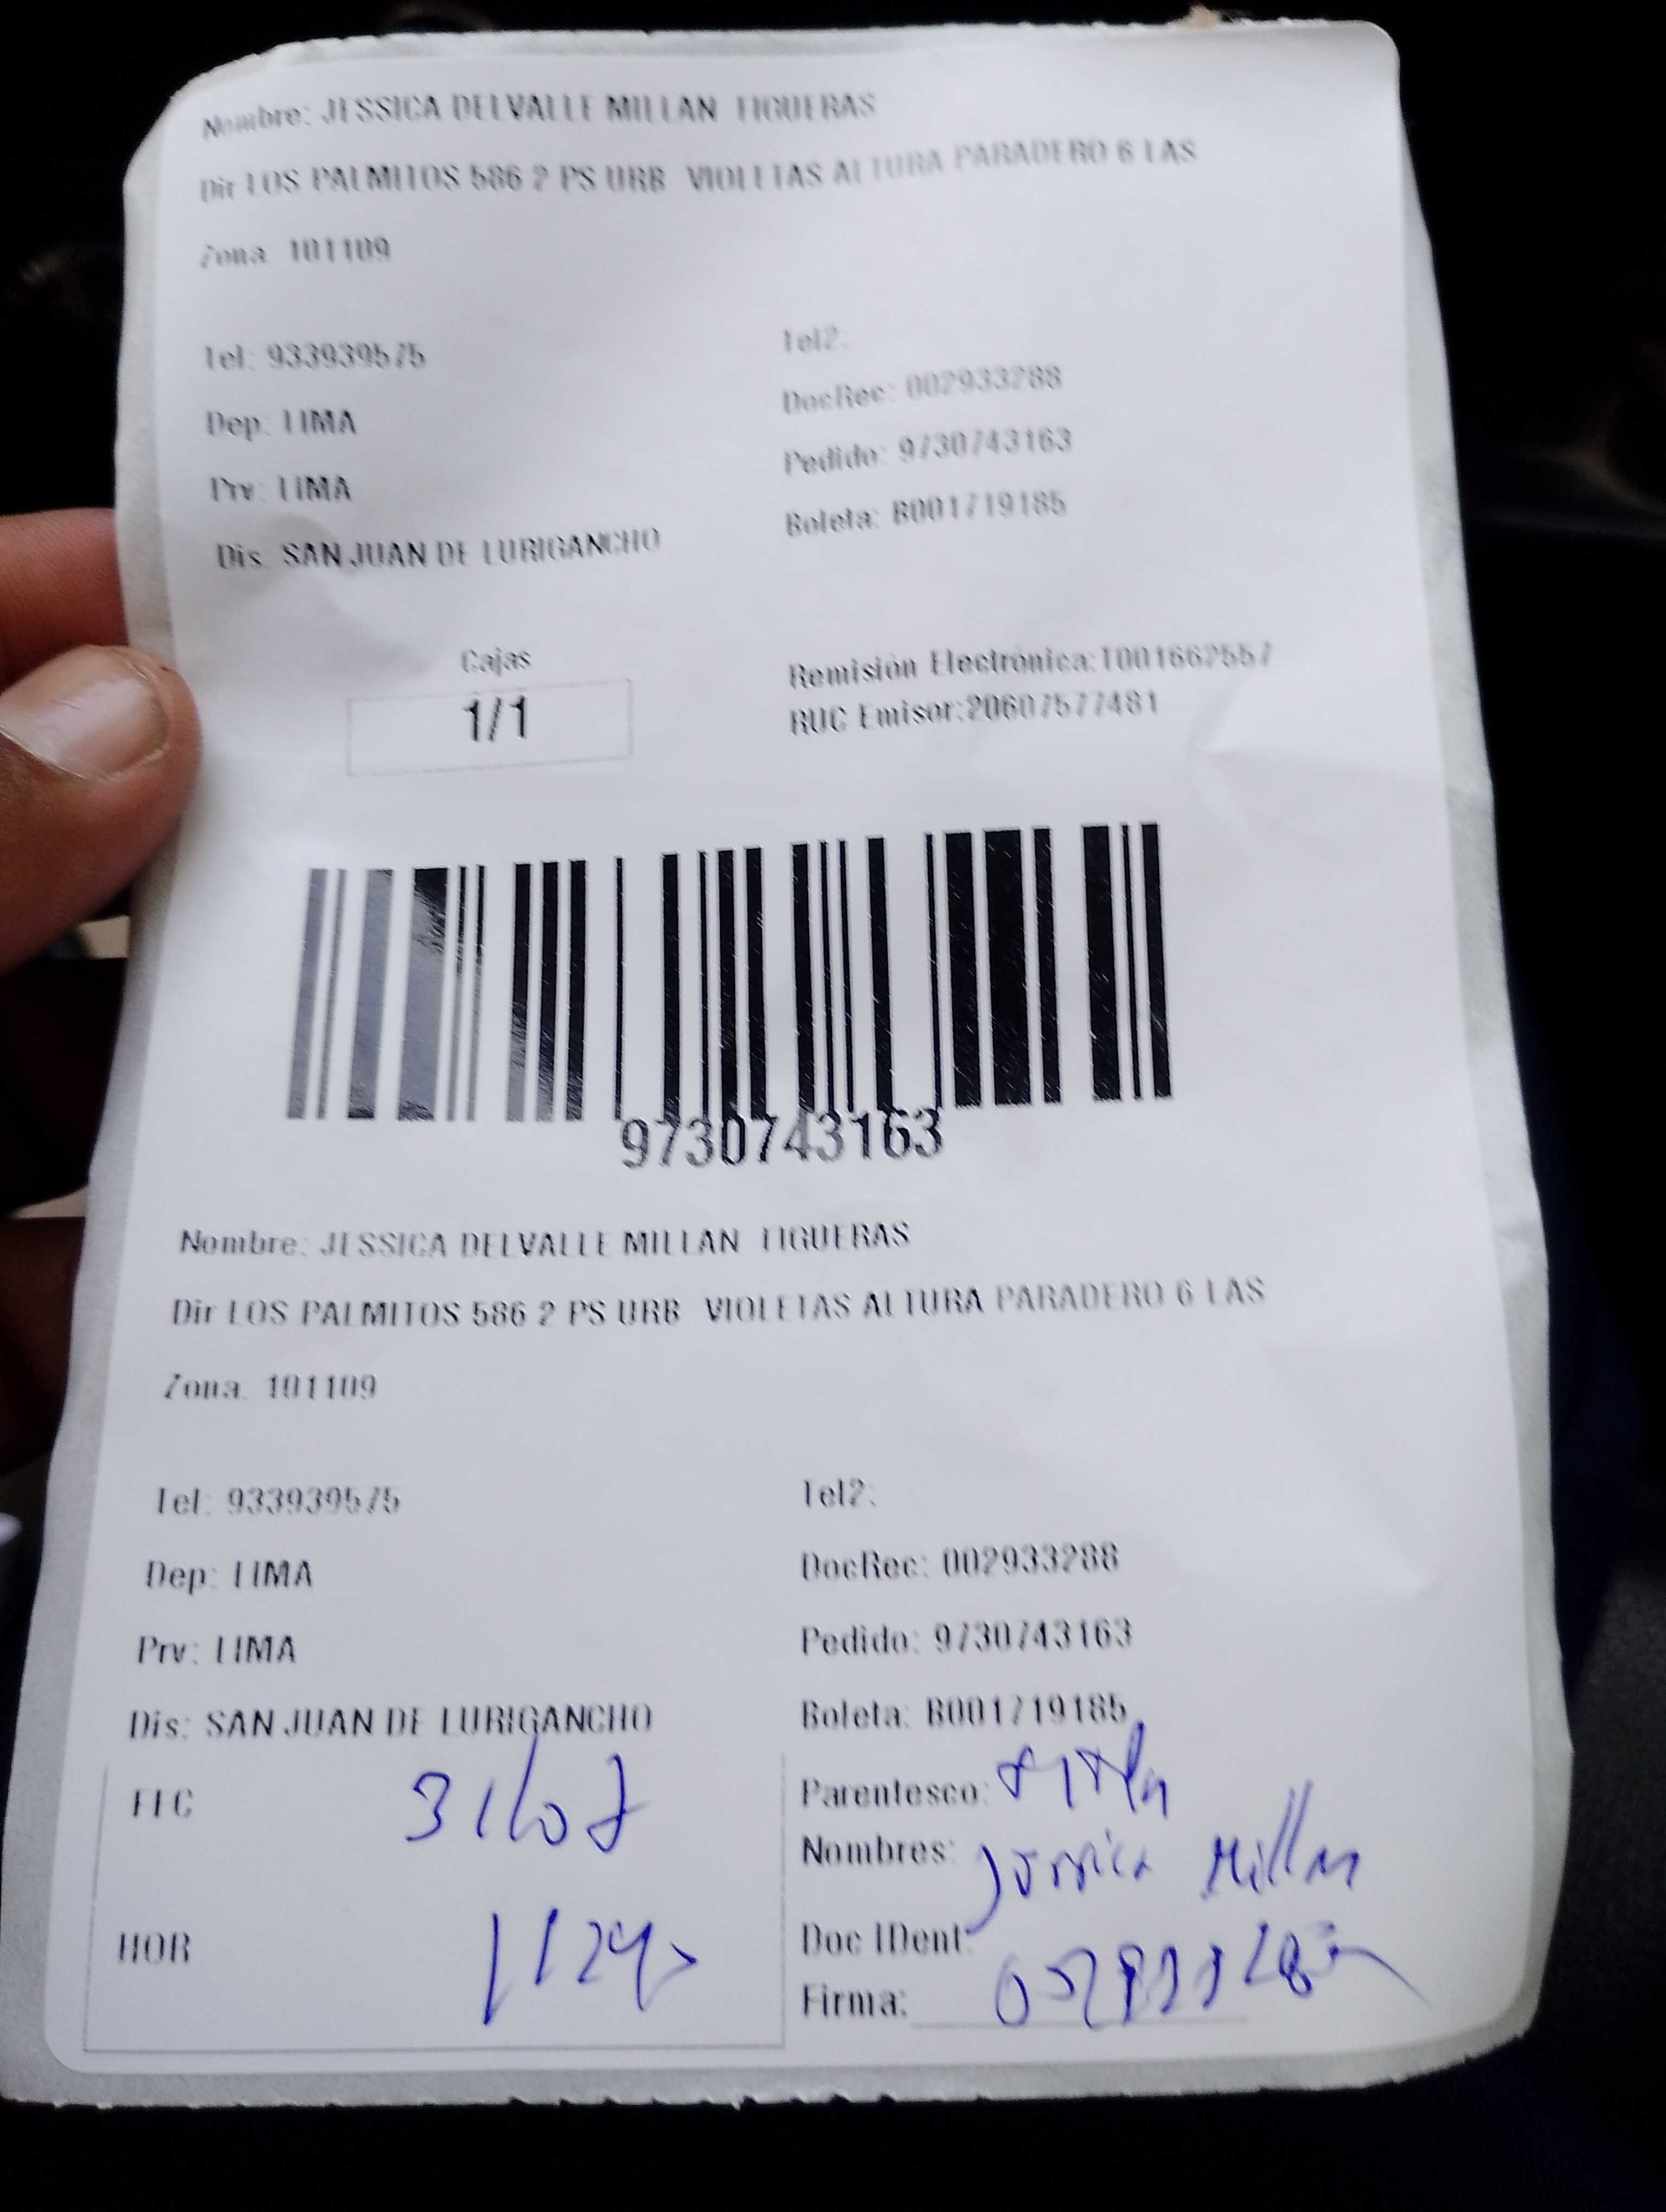 Nombre: JESSICA DELVALLE MILLAN FIGUERAS
Dir LOS PALMITOS 586 2 PS URB VIOLETAS ALTURA PARADERO 6 LAS
Zona 101109
Tel: 933939575
Tel2:
DocRec: 002933288
Dep: LIMA
Pedido: 9730743163
Prv: LIMA
Boleta: B001719185
Dis: SAN JUAN DE LURIGANCHO
Cajas
1/1
Remisión Electrónica:T001662557
RUC Emisor:20607577481
9730743163
Nombre: JESSICA DELVALLE MILLAN FIGUERAS
Dir LOS PALMITOS 586 2 PS URB VIOLETAS ALTURA PARADERO 6 LAS
Zona. 101109
Tel: 933939575
Tel2:
Dep: LIMA
DocRec: 002933288
Prv: LIMA
Pedido: 9730743163
Dis: SAN JUAN DE LURIGANCHO
Boleta: B001719185
FEC 31/07
Parentesco:
Nombres: Jessica Millan
HOR
Doc IDent:
Firma: